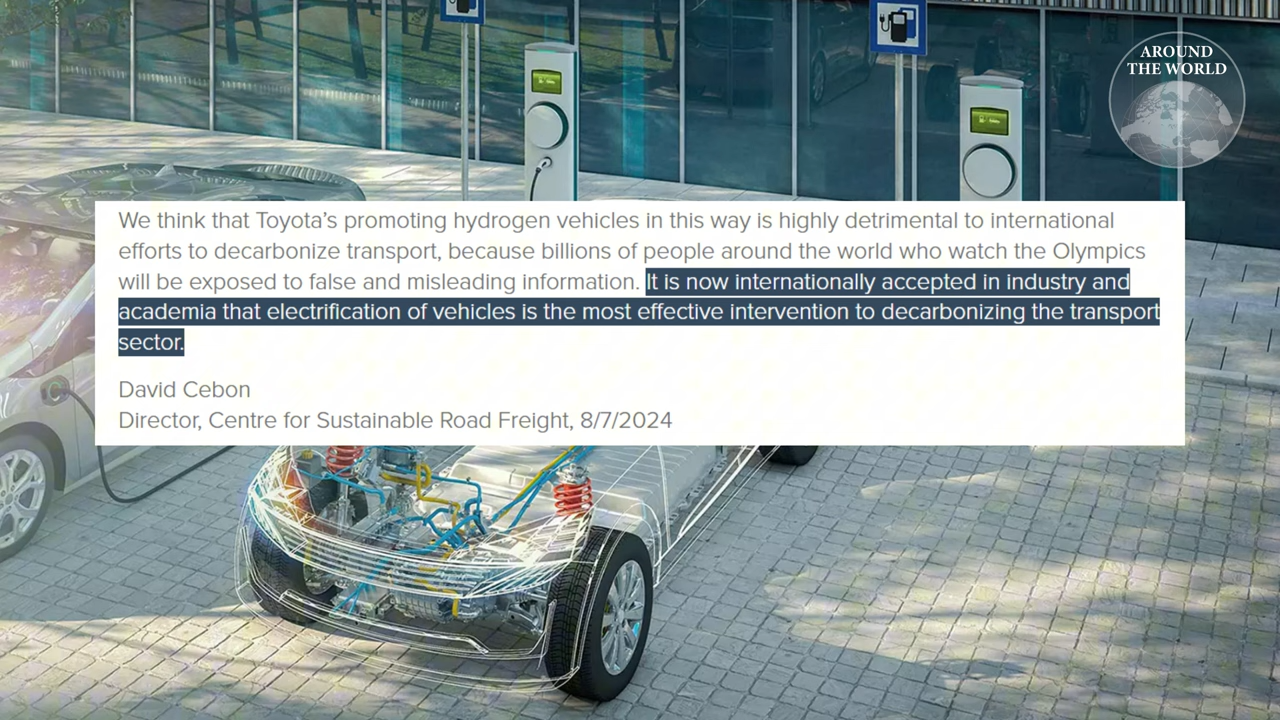 AROUND
THE WORLD
We think that Toyota’s promoting hydrogen vehicles in this way is highly detrimental to international
efforts to decarbonize transport, because billions of people around the world who watch the Olympics
will be exposed to false and misleading information. It is now internationally accepted in industry and
academia that electrification of vehicles is the most effective intervention to decarbonizing the transport
sector.
David Cebon
Director, Centre for Sustainable Road Freight, 8/7/2024